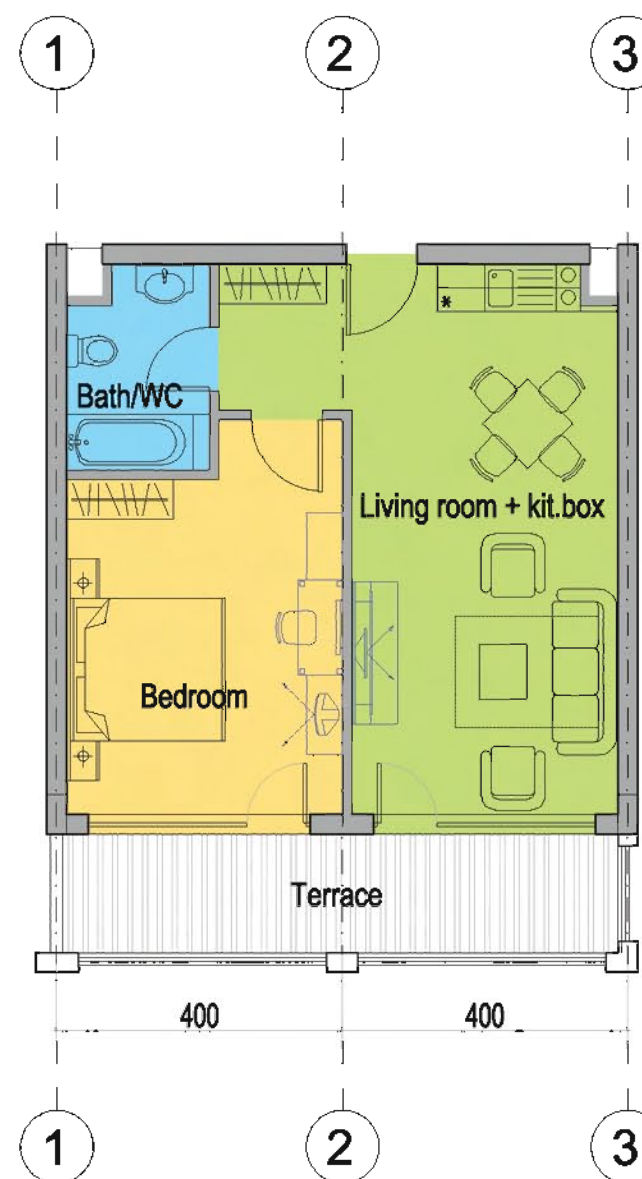 1 2 3
*
Bath/WC
Living room + kit.box
Bedroom
Terrace
400 400
1 2 3